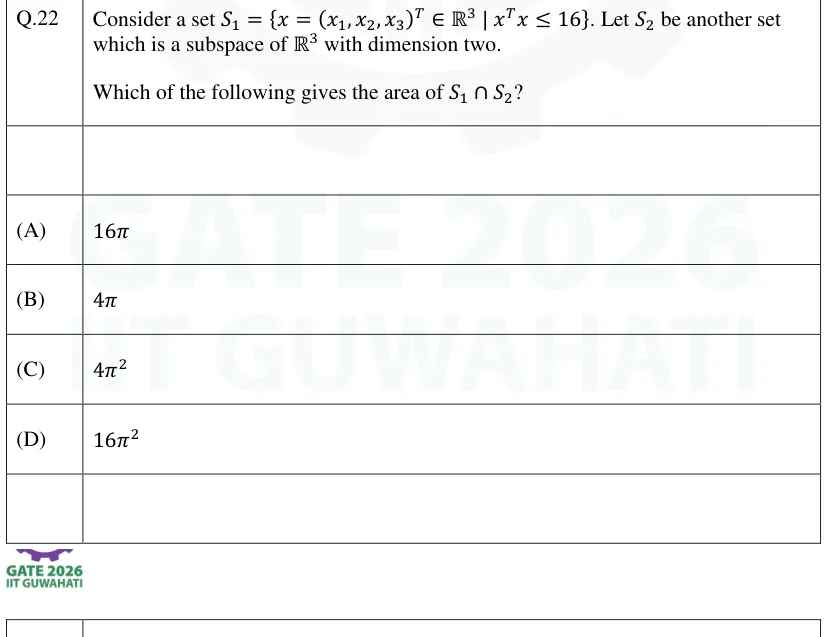 Q.22 Consider a set 𝑆₁ = {𝑥 = (𝑥₁, 𝑥₂, 𝑥₃)ᵀ ∈ ℝ³ | 𝑥ᵀ𝑥 ≤ 16}. Let 𝑆₂ be another set
which is a subspace of ℝ³ with dimension two.
Which of the following gives the area of 𝑆₁ ∩ 𝑆₂?
(A) 16𝜋
(B) 4𝜋
(C) 4𝜋²
(D) 16𝜋²
GATE 2026
IIT GUWAHATI
GATE 2026
IIT GUWAHATI